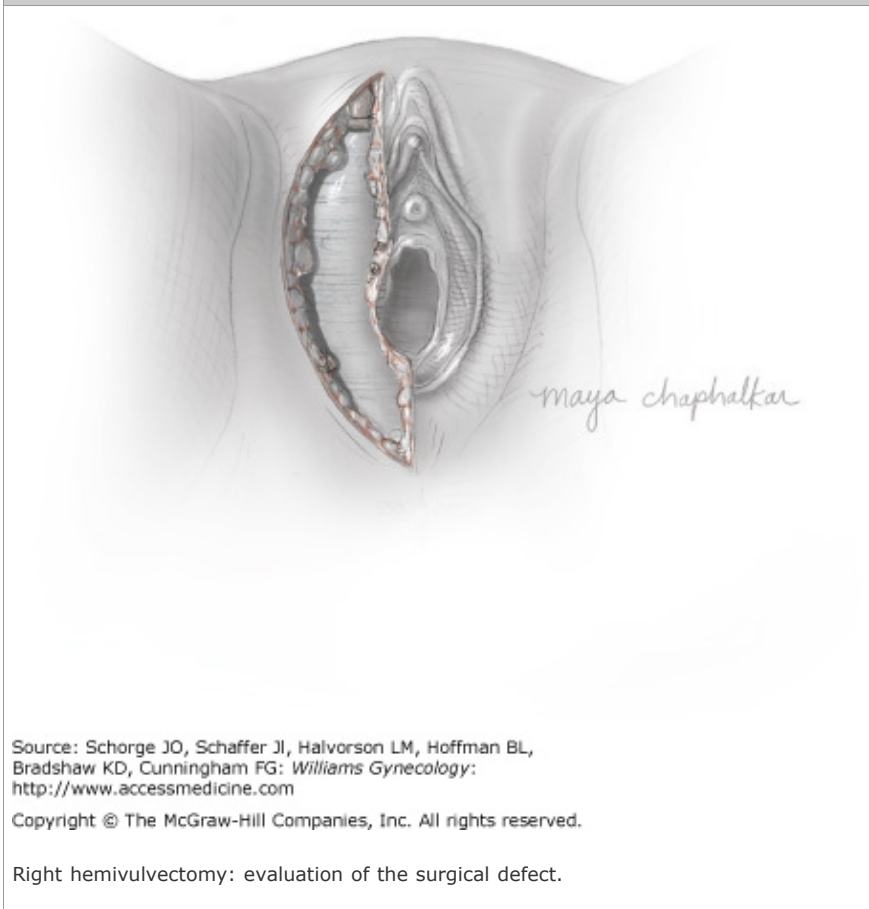 maya chaphalkar
Source: Schorge JO, Schaffer JI, Halvorson LM, Hoffman BL,
Bradshaw KD, Cunningham FG: Williams Gynecology:
http://www.accessmedicine.com
Copyright © The McGraw-Hill Companies, Inc. All rights reserved.
Right hemivulvectomy: evaluation of the surgical defect.